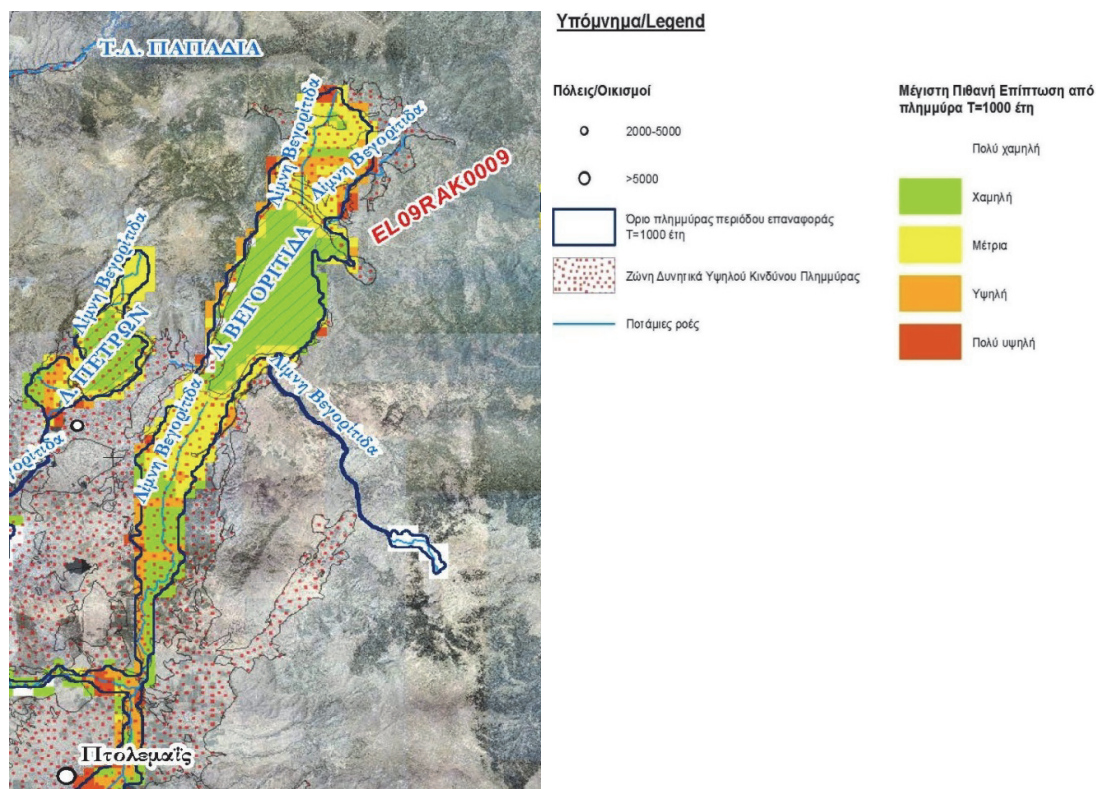 Τ.Λ. ΠΑΠΑΔΙΑ
Λίμνη Βεγορίτιδα
Λίμνη Βεγορίτιδα
EL09RAK0009
Λίμνη Βεγορίτιδα
Λ. ΒΕΓΟΡΙΤΙΔΑ
Λ. ΠΕΤΡΩΝ
Λίμνη Βεγορίτιδα
Λίμνη Βεγορίτιδα
γορίτιδα
Πτολεμαΐς
Υπόμνημα/Legend
Πόλεις/Οικισμοί
2000-5000
>5000
Όριο πλημμύρας περιόδου επαναφοράς
T=1000 έτη
Ζώνη Δυνητικά Υψηλού Κινδύνου Πλημμύρας
Ποτάμιες ροές
Μέγιστη Πιθανή Επίπτωση από
πλημμύρα T=1000 έτη
Πολύ χαμηλή
Χαμηλή
Μέτρια
Υψηλή
Πολύ υψηλή